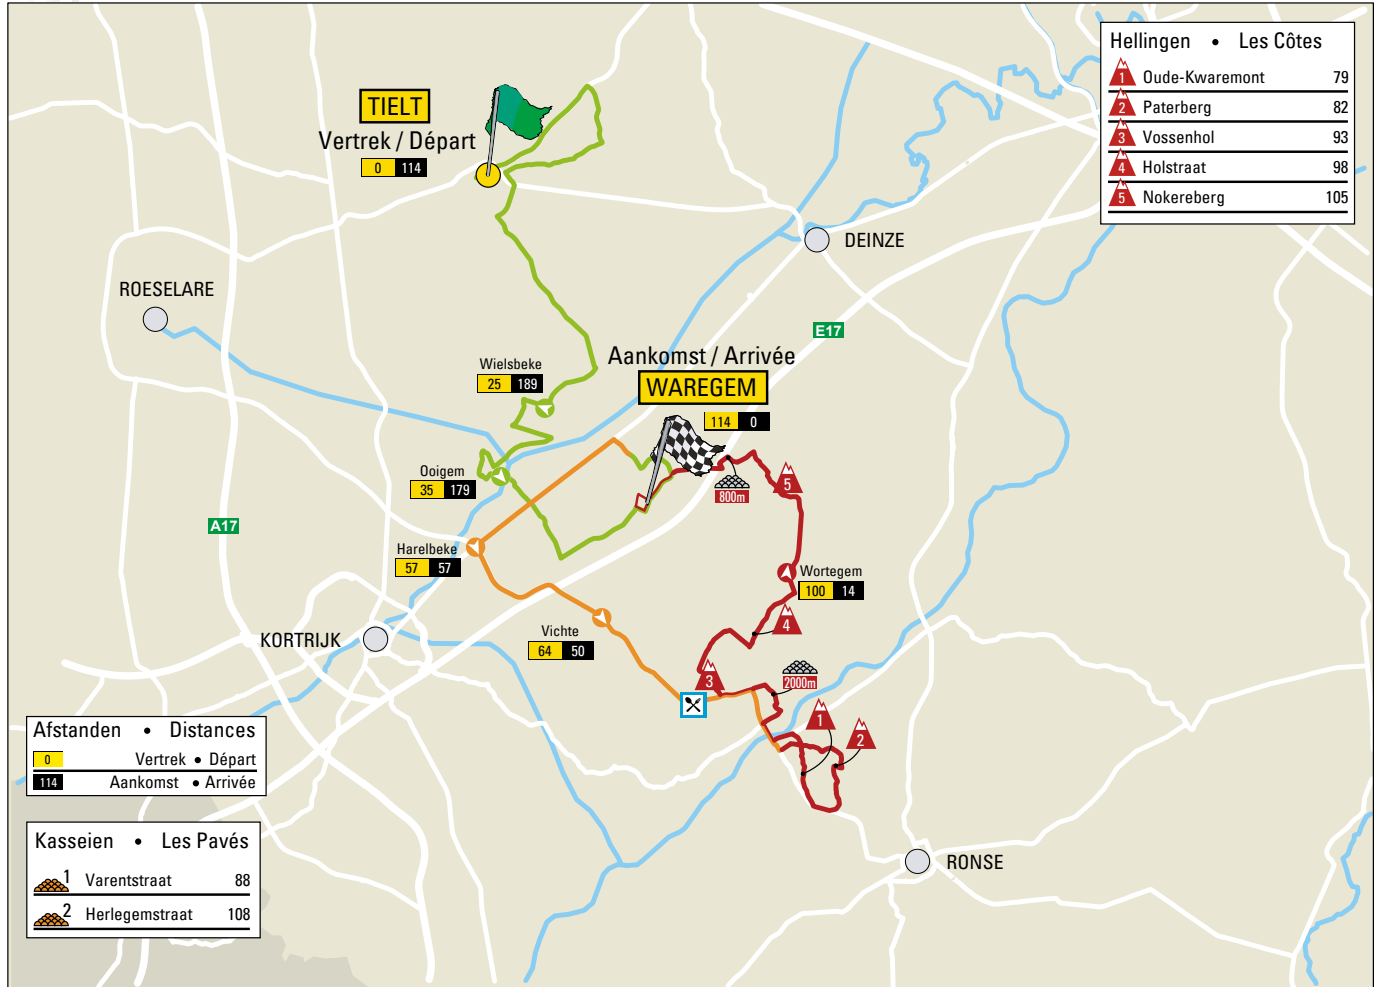 Hellingen • Les Côtes
1 Oude-Kwaremont 79
2 Paterberg 82
3 Vossenhol 93
4 Holstraat 98
5 Nokereberg 105
TIELT
Vertrek / Départ
0 114
DEINZE
ROESELARE
E17
Aankomst / Arrivée
WAREGEM
114 0
Wielsbeke
25 189
Ooigem
35 179
800m
5
A17
Harelbeke
57 57
Wortegem
100 14
4
Vichte
64 50
KORTRIJK
3
2000m
1
2
RONSE
Afstanden • Distances
0 Vertrek • Départ
114 Aankomst • Arrivée
Kasseien • Les Pavés
1 Varentstraat 88
2 Herlegemstraat 108